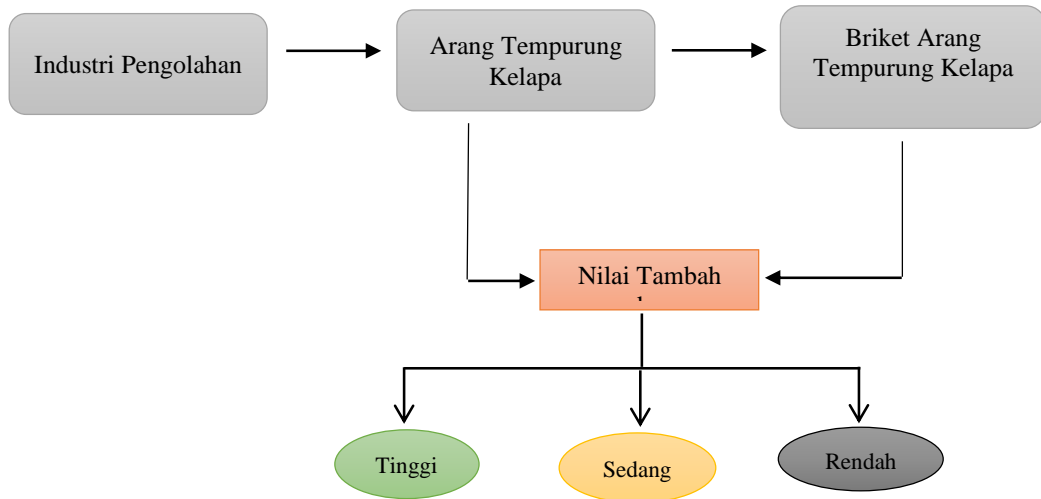 Industri Pengolahan
Arang Tempurung
Kelapa
Briket Arang
Tempurung Kelapa
Nilai Tambah
Tinggi
Sedang
Rendah